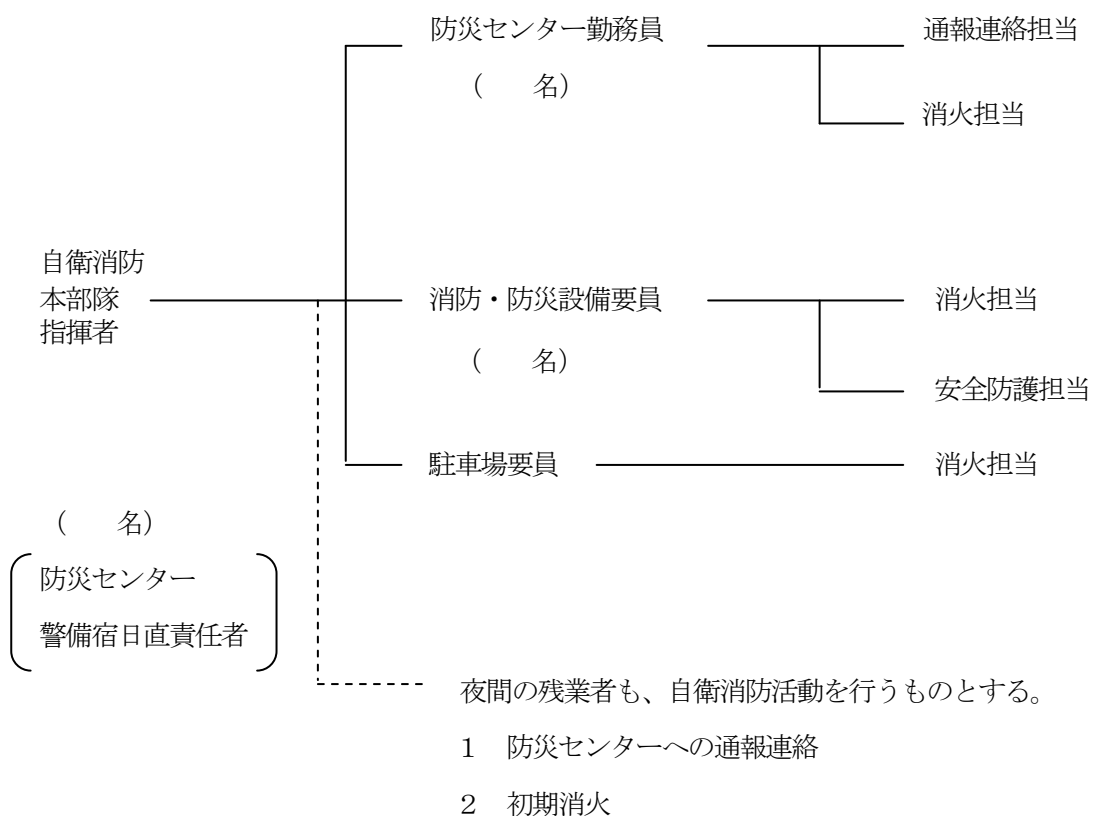 防災センター勤務員
(　　名)
通報連絡担当
消火担当
自衛消防
本部隊
指揮者
消防・防災設備要員
(　　名)
消火担当
安全防護担当
駐車場要員
消火担当
(　　名)
防災センター
警備宿日直責任者
夜間の残業者も、自衛消防活動を行うものとする。
１　防災センターへの通報連絡
２　初期消火